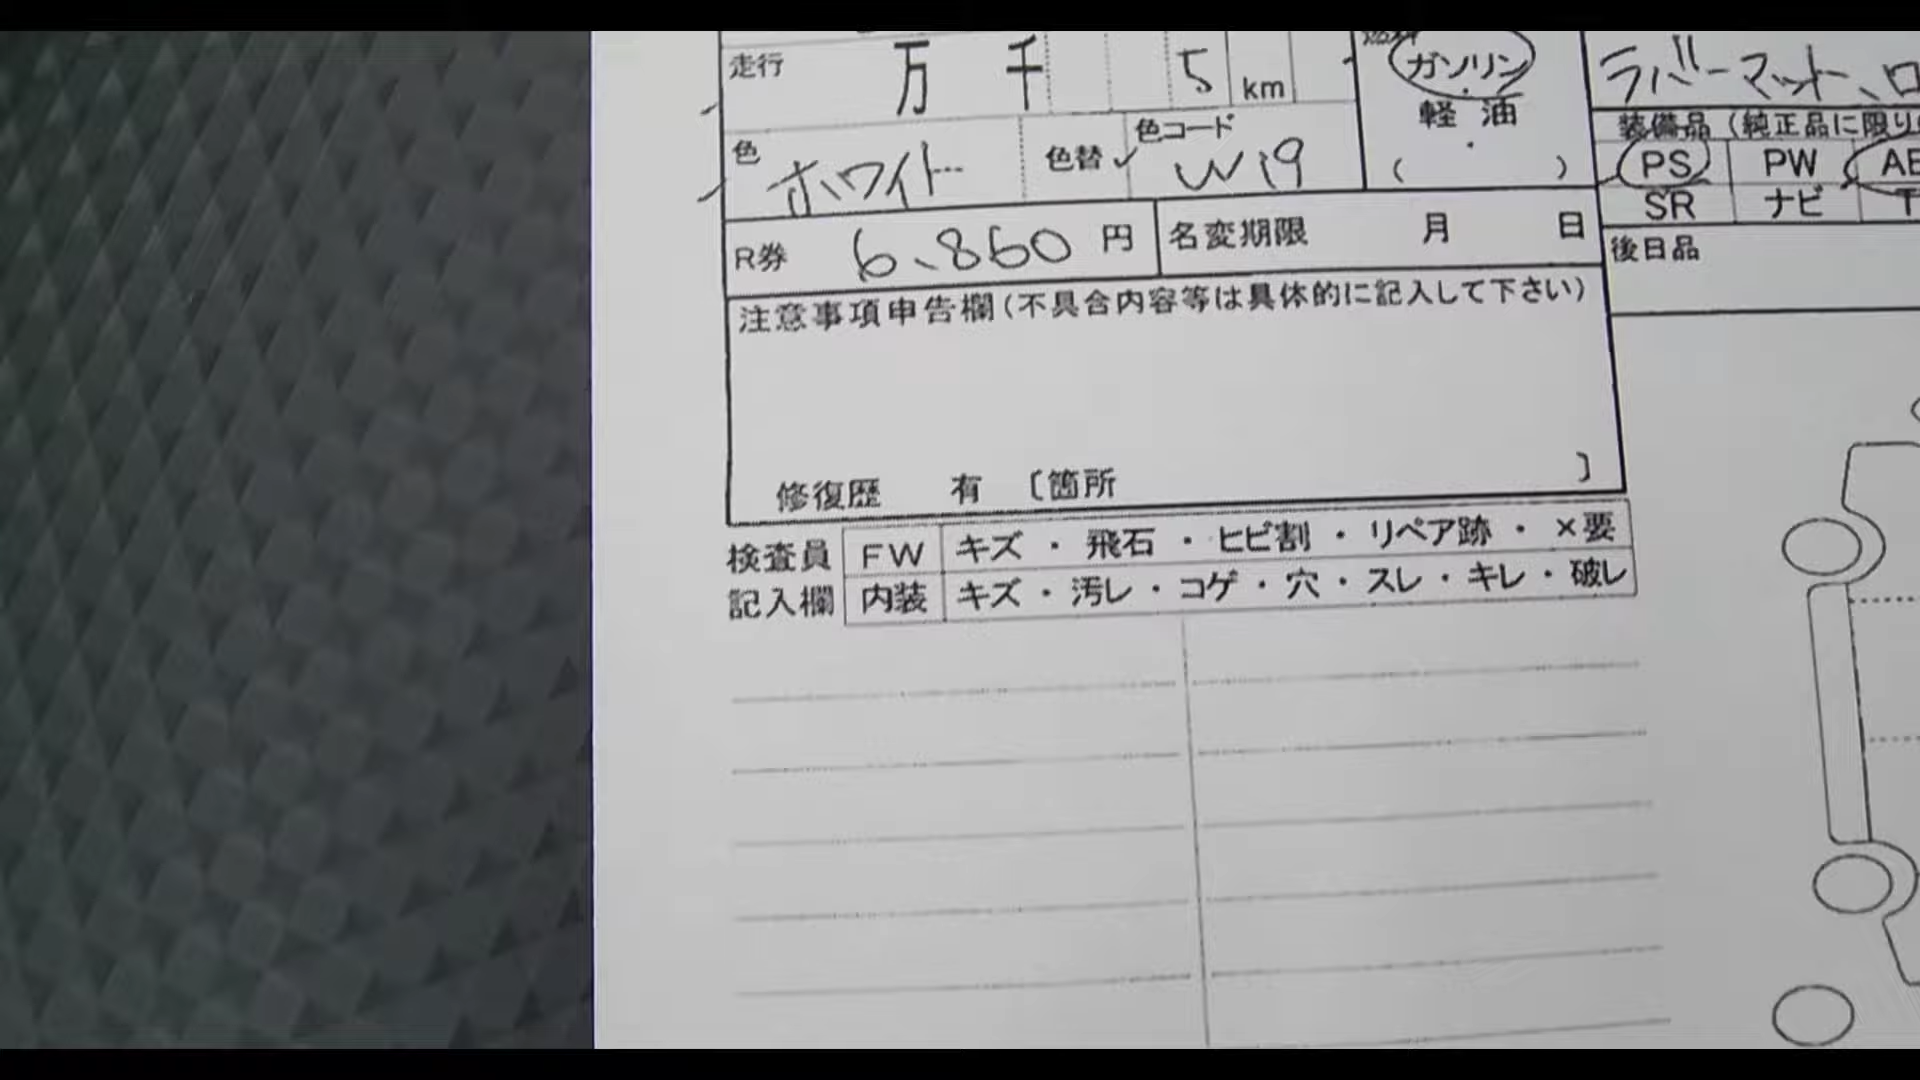 走行 万 千 5 km
ガソリン
軽油
( )
ラバーマット、ロ
色 ホワイト 色替 色コード W19
装備品(純正品に限り
PS PW AB
SR ナビ
R券 6、860 円 名変期限 月 日
後日品
注意事項申告欄(不具合内容等は具体的に記入して下さい)
修復歴 有 〔箇所 〕
検査員 FW キズ・飛石・ヒビ割・リペア跡・×要
記入欄 内装 キズ・汚レ・コゲ・穴・スレ・キレ・破レ